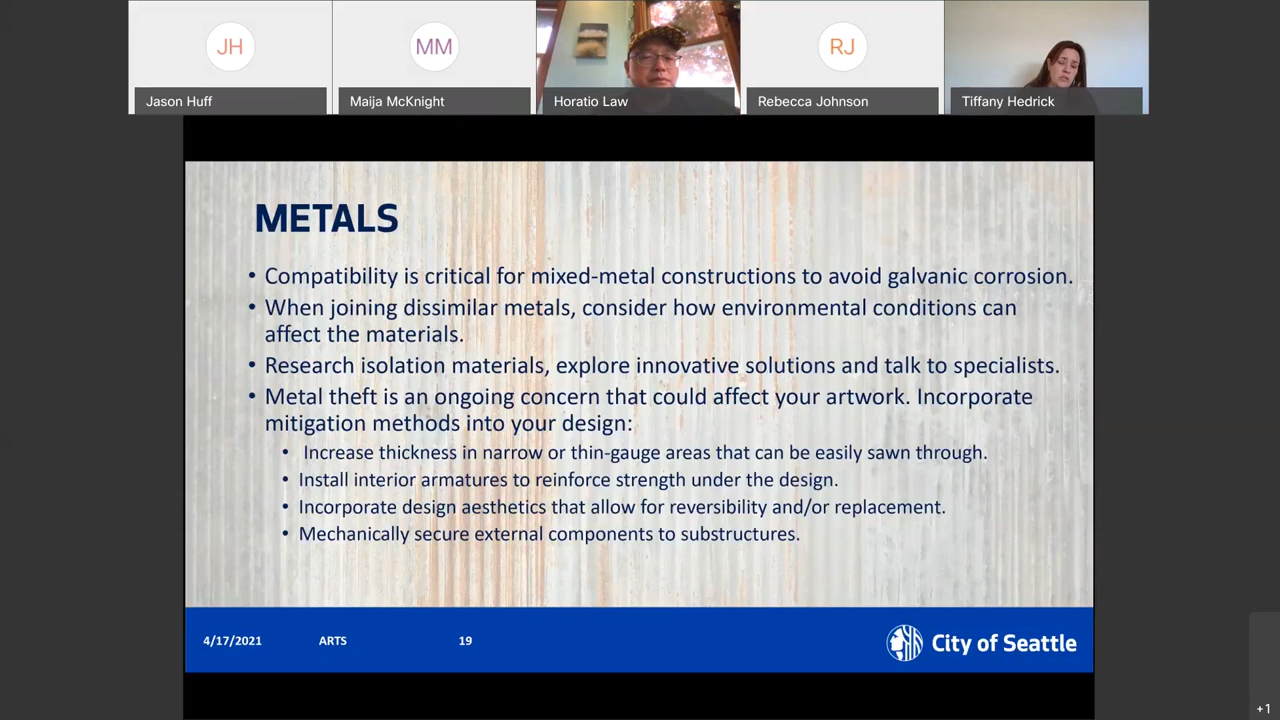 JH
MM
RJ
Jason Huff
Maija McKnight
Horatio Law
Rebecca Johnson
Tiffany Hedrick
METALS
• Compatibility is critical for mixed-metal constructions to avoid galvanic corrosion.
• When joining dissimilar metals, consider how environmental conditions can
affect the materials.
• Research isolation materials, explore innovative solutions and talk to specialists.
• Metal theft is an ongoing concern that could affect your artwork. Incorporate
mitigation methods into your design:
• Increase thickness in narrow or thin-gauge areas that can be easily sawn through.
• Install interior armatures to reinforce strength under the design.
• Incorporate design aesthetics that allow for reversibility and/or replacement.
• Mechanically secure external components to substructures.
4/17/2021
ARTS
19
City of Seattle
+1